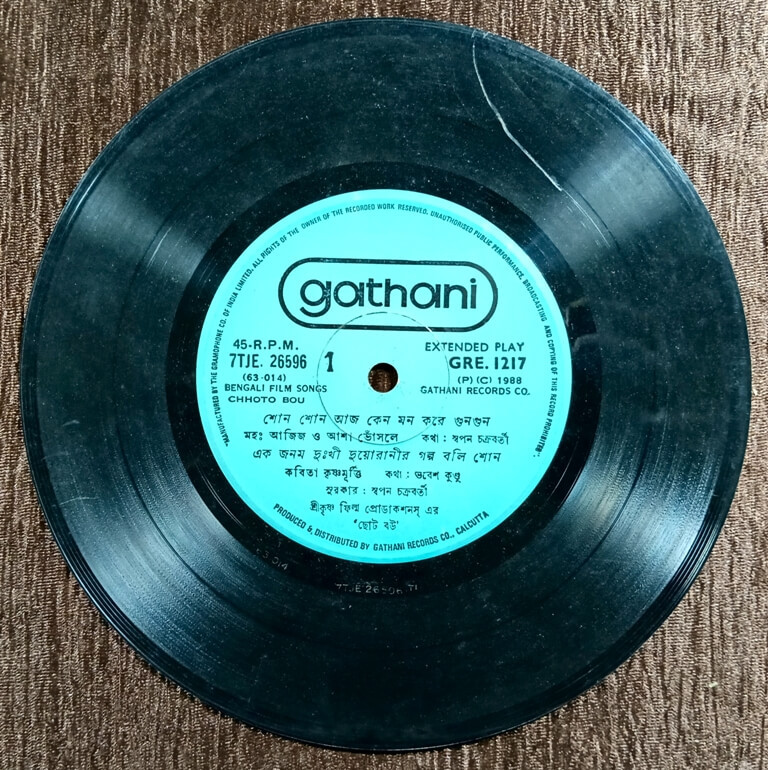 "MANUFACTURED BY THE GRAMOPHONE CO. OF INDIA LIMITED. ALL RIGHTS OF THE OWNER OF THE RECORDED WORK RESERVED. UNAUTHORISED PUBLIC PERFORMANCE, BROADCASTING AND COPYING OF THIS RECORD PROHIBITED"
gathani
45-R.P.M.
7TJE. 26596
1
(63-014)
BENGALI FILM SONGS
CHHOTO BOU
EXTENDED PLAY
GRE. 1217
(P) (C) 1988
GATHANI RECORDS CO.
শোন শোন আজ কেন মন করে গুনগুন
মহঃ আজিজ ও আশা ভোঁসলে কথা : স্বপন চক্রবর্তী
এক জনম দুঃখী দুয়োরানীর গল্প বলি শোন
কবিতা কৃষ্ণমূর্ত্তি কথা : ভবেশ কুণ্ডু
সুরকার : স্বপন চক্রবর্তী
শ্রীকৃষ্ণ ফিল্ম প্রোডাকশনস্ এর
'ছোট বউ'
PRODUCED & DISTRIBUTED BY GATHANI RECORDS CO., CALCUTTA
7TJE 26596 T1